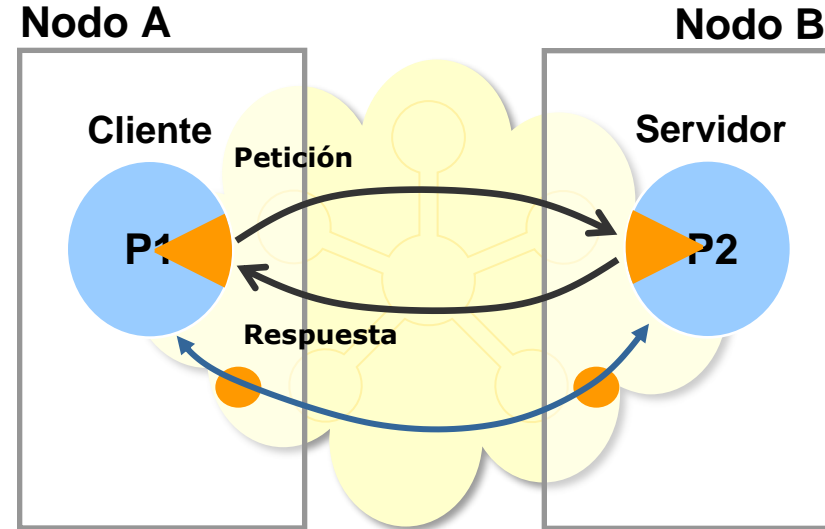 Nodo A
Nodo B
Cliente
Servidor
Petición
P1
P2
Respuesta